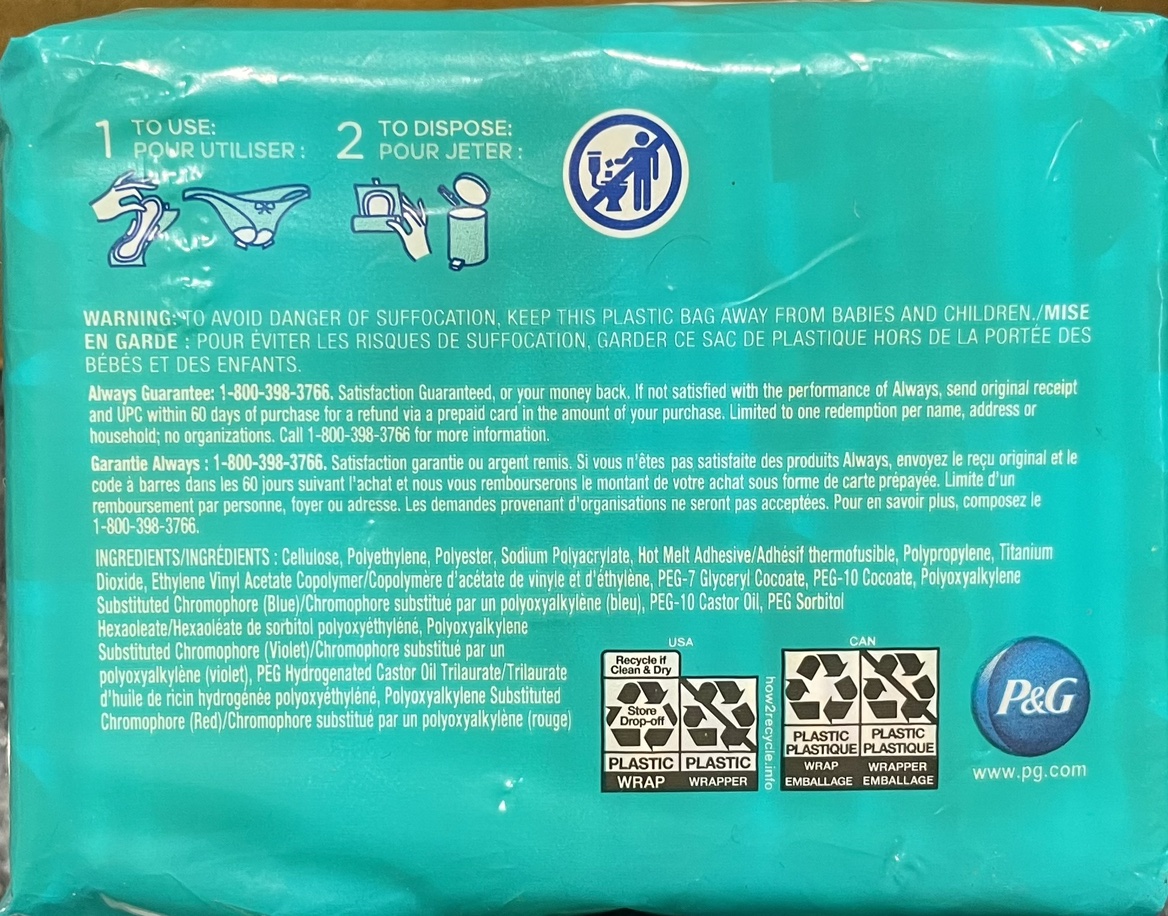 1 TO USE:
POUR UTILISER :
2 TO DISPOSE:
POUR JETER :
WARNING: TO AVOID DANGER OF SUFFOCATION, KEEP THIS PLASTIC BAG AWAY FROM BABIES AND CHILDREN./MISE
EN GARDE : POUR ÉVITER LES RISQUES DE SUFFOCATION, GARDER CE SAC DE PLASTIQUE HORS DE LA PORTÉE DES
BÉBÉS ET DES ENFANTS.
Always Guarantee: 1-800-398-3766. Satisfaction Guaranteed, or your money back. If not satisfied with the performance of Always, send original receipt
and UPC within 60 days of purchase for a refund via a prepaid card in the amount of your purchase. Limited to one redemption per name, address or
household; no organizations. Call 1-800-398-3766 for more information.
Garantie Always : 1-800-398-3766. Satisfaction garantie ou argent remis. Si vous n'êtes pas satisfaite des produits Always, envoyez le reçu original et le
code à barres dans les 60 jours suivant l'achat et nous vous rembourserons le montant de votre achat sous forme de carte prépayée. Limite d'un
remboursement par personne, foyer ou adresse. Les demandes provenant d'organisations ne seront pas acceptées. Pour en savoir plus, composez le
1-800-398-3766.
INGREDIENTS/INGRÉDIENTS : Cellulose, Polyethylene, Polyester, Sodium Polyacrylate, Hot Melt Adhesive/Adhésif thermofusible, Polypropylene, Titanium
Dioxide, Ethylene Vinyl Acetate Copolymer/Copolymère d'acétate de vinyle et d'éthylène, PEG-7 Glyceryl Cocoate, PEG-10 Cocoate, Polyoxyalkylene
Substituted Chromophore (Blue)/Chromophore substitué par un polyoxyalkylène (bleu), PEG-10 Castor Oil, PEG Sorbitol
Hexaoleate/Hexaoléate de sorbitol polyoxyéthyléné, Polyoxyalkylene
Substituted Chromophore (Violet)/Chromophore substitué par un
polyoxyalkylène (violet), PEG Hydrogenated Castor Oil Trilaurate/Trilaurate
d'huile de ricin hydrogénée polyoxyéthyléné, Polyoxyalkylene Substituted
Chromophore (Red)/Chromophore substitué par un polyoxyalkylène (rouge)
USA
Recycle if
Clean & Dry
Store
Drop-off
PLASTIC PLASTIC
WRAP WRAPPER
how2recycle.info
CAN
PLASTIC PLASTIC
PLASTIQUE PLASTIQUE
WRAP WRAPPER
EMBALLAGE EMBALLAGE
P&G
www.pg.com